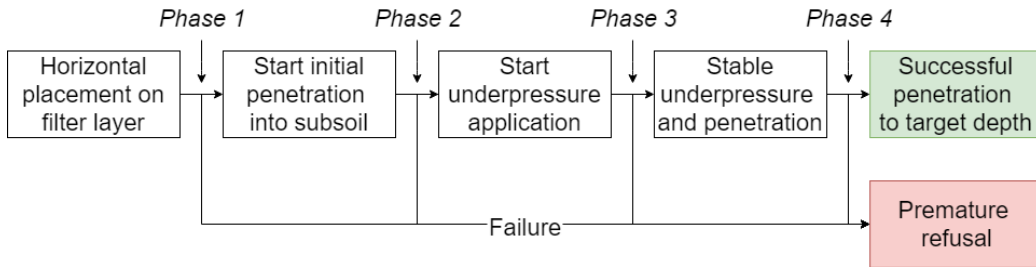 Phase 1
Phase 2
Phase 3
Phase 4
Horizontal
placement on
filter layer
Start initial
penetration
into subsoil
Start
underpressure
application
Stable
underpressure
and penetration
Successful
penetration
to target depth
Failure
Premature
refusal